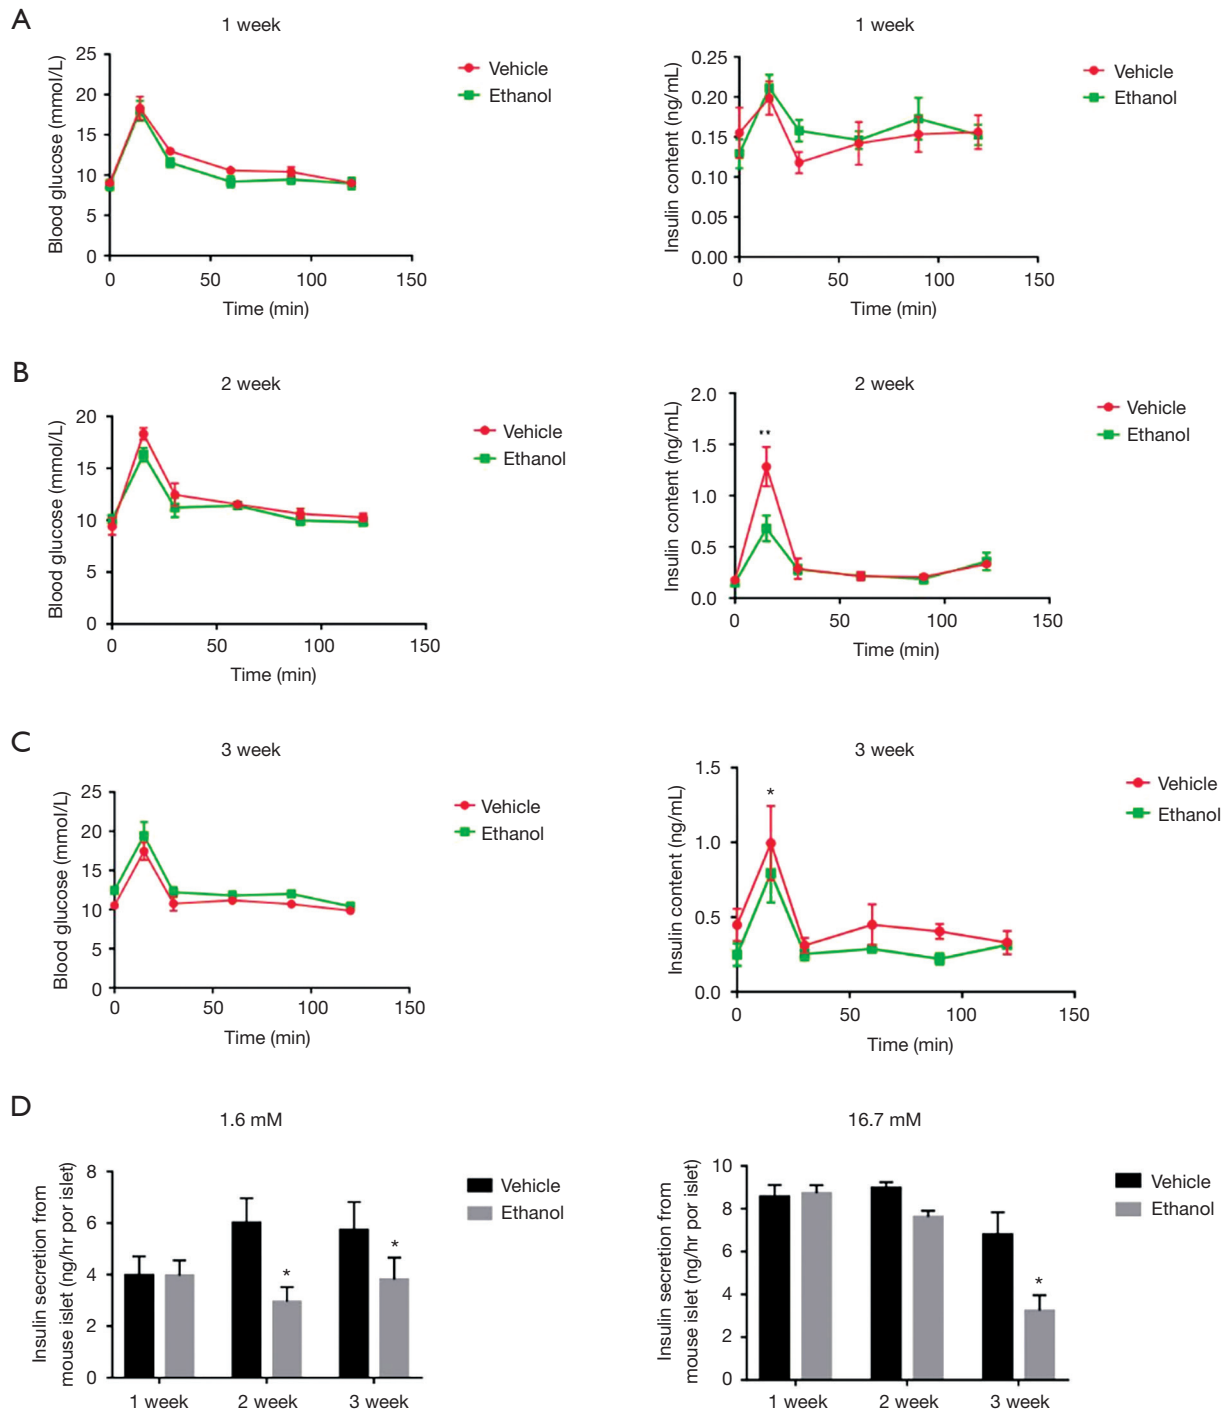 A
1 week
Blood glucose (mmol/L)
25
20
15
10
5
0
0 50 100 150
Time (min)
Vehicle
Ethanol
1 week
Insulin content (ng/mL)
0.25
0.20
0.15
0.10
0.05
0.00
0 50 100 150
Time (min)
Vehicle
Ethanol
B
2 week
Blood glucose (mmol/L)
20
15
10
5
0
0 50 100 150
Time (min)
Vehicle
Ethanol
2 week
Insulin content (ng/mL)
2.0
1.5
1.0
0.5
0.0
**
0 50 100 150
Time (min)
Vehicle
Ethanol
C
3 week
Blood glucose (mmol/L)
25
20
15
10
5
0
0 50 100 150
Time (min)
Vehicle
Ethanol
3 week
Insulin content (ng/mL)
1.5
1.0
0.5
0.0
*
0 50 100 150
Time (min)
Vehicle
Ethanol
D
1.6 mM
Insulin secretion from
mouse islet (ng/hr por islet)
8
6
4
2
0
*
*
1 week 2 week 3 week
Vehicle
Ethanol
16.7 mM
Insulin secretion from
mouse islet (ng/hr por islet)
10
8
6
4
2
0
*
1 week 2 week 3 week
Vehicle
Ethanol